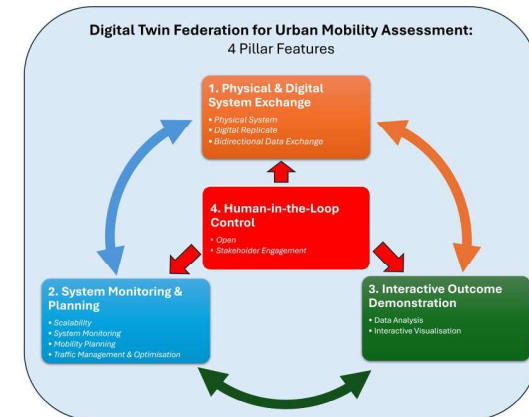 Digital Twin Federation for Urban Mobility Assessment:
4 Pillar Features
1. Physical & Digital
System Exchange
• Physical System
• Digital Replicate
• Bidirectional Data Exchange
4. Human-in-the-Loop
Control
• Open
• Stakeholder Engagement
2. System Monitoring &
Planning
• Scalability
• System Monitoring
• Mobility Planning
• Traffic Management & Optimisation
3. Interactive Outcome
Demonstration
• Data Analysis
• Interactive Visualisation